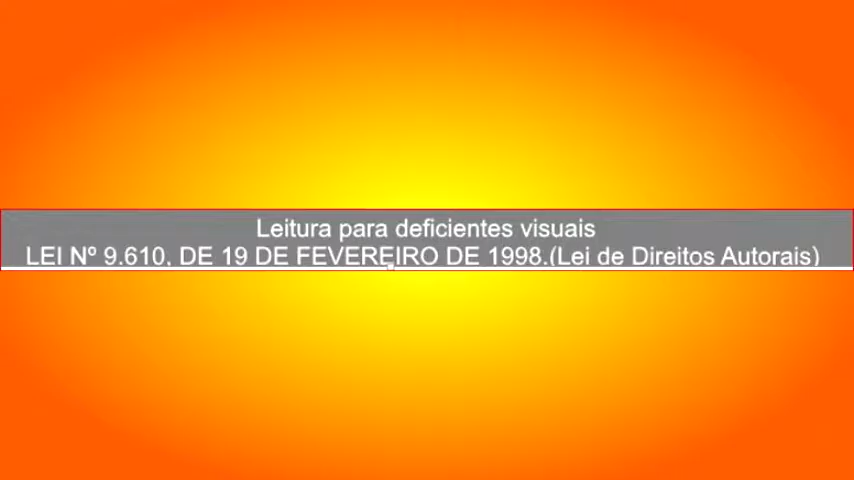 Leitura para deficientes visuais
LEI Nº 9.610, DE 19 DE FEVEREIRO DE 1998.(Lei de Direitos Autorais)